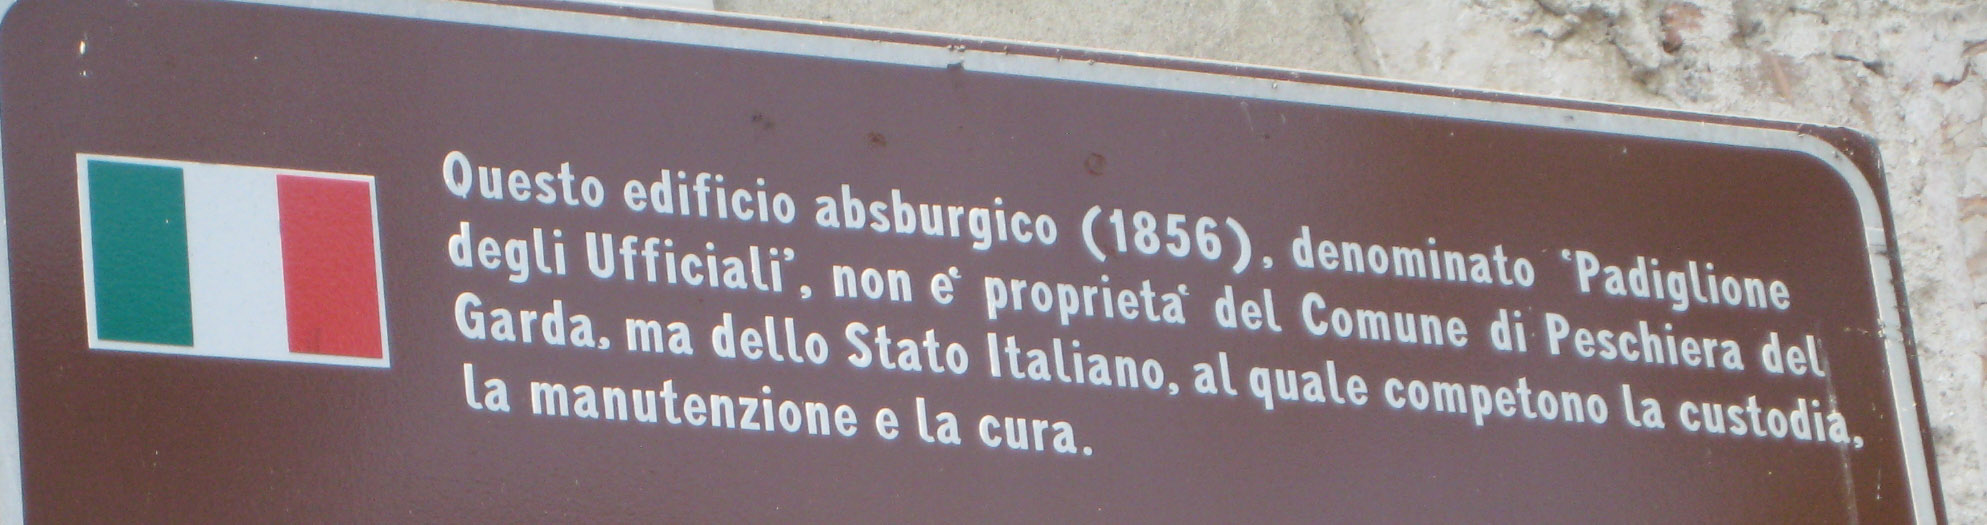 Questo edificio absburgico (1856), denominato 'Padiglione
degli Ufficiali', non e' proprieta' del Comune di Peschiera del
Garda, ma dello Stato Italiano, al quale competono la custodia,
la manutenzione e la cura.